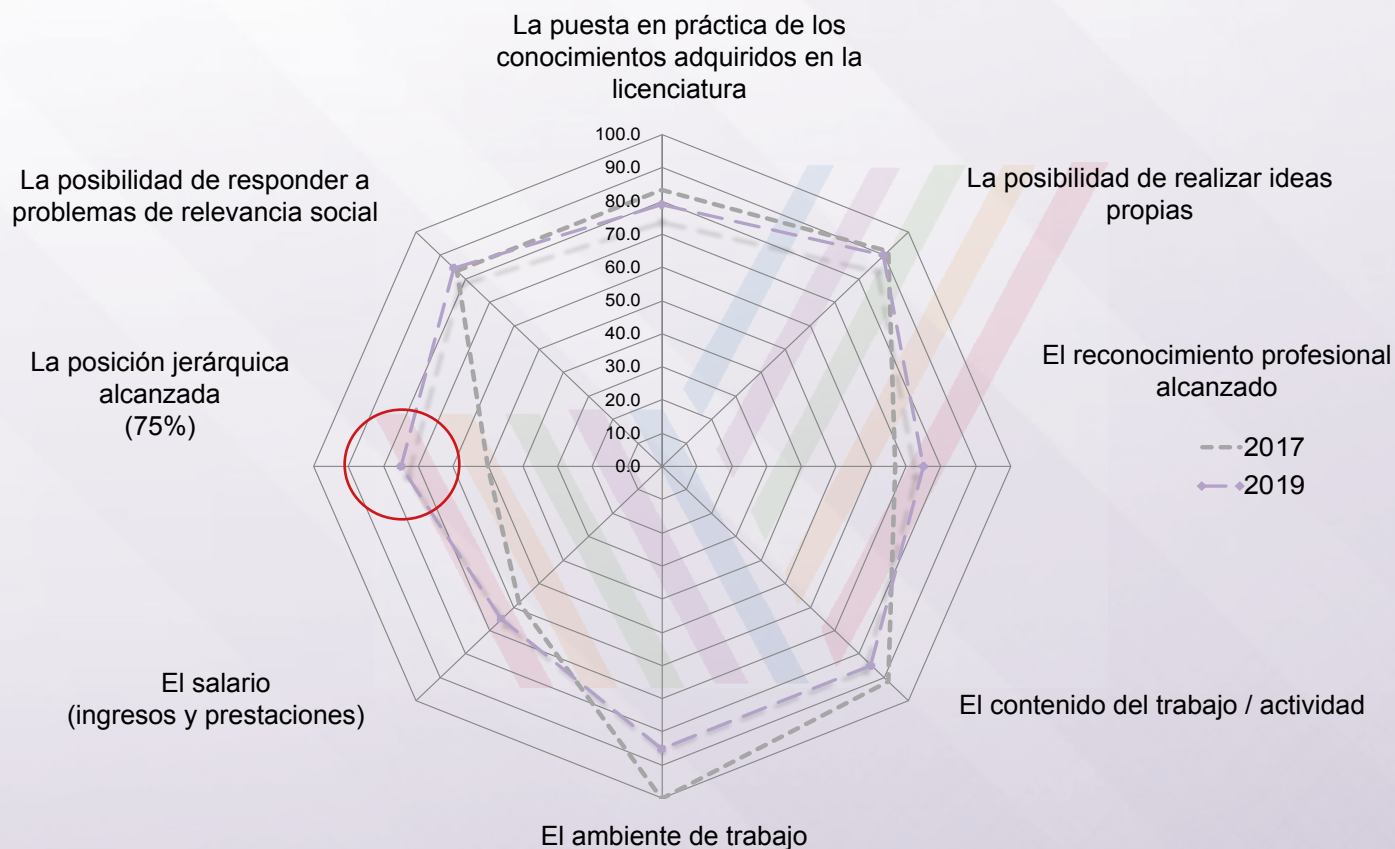 La puesta en práctica de los
conocimientos adquiridos en la
licenciatura
100.0
90.0
80.0
70.0
60.0
50.0
40.0
30.0
20.0
10.0
0.0
La posibilidad de realizar ideas
propias
El reconocimiento profesional
alcanzado
2017
2019
El contenido del trabajo / actividad
El ambiente de trabajo
El salario
(ingresos y prestaciones)
La posición jerárquica
alcanzada
(75%)
La posibilidad de responder a
problemas de relevancia social